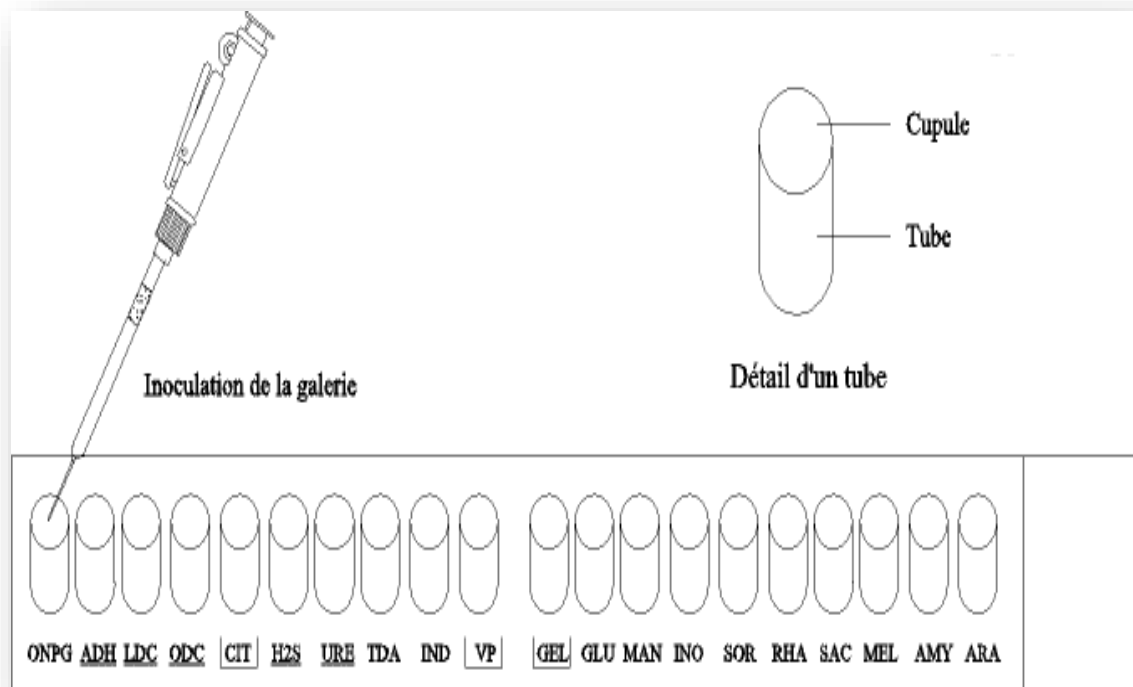 Cupule
Tube
Inoculation de la galerie
Détail d'un tube
ONPG ADH LDC ODC CIT H2S URE TDA IND VP GEL GLU MAN INO SOR RHA SAC MEL AMY ARA